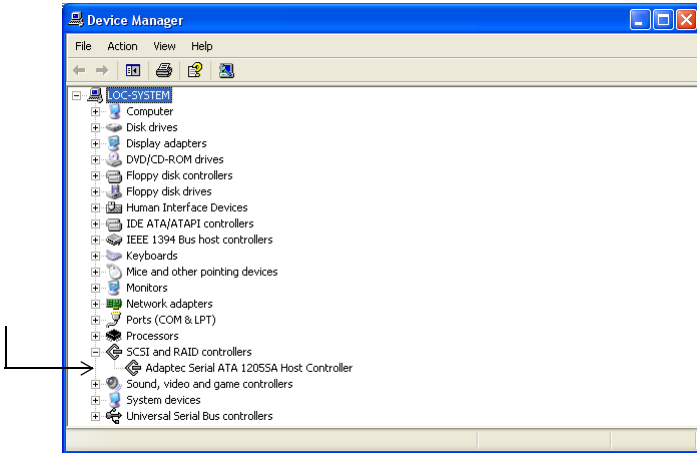 Device Manager
File Action View Help
LOC-SYSTEM
Computer
Disk drives
Display adapters
DVD/CD-ROM drives
Floppy disk controllers
Floppy disk drives
Human Interface Devices
IDE ATA/ATAPI controllers
IEEE 1394 Bus host controllers
Keyboards
Mice and other pointing devices
Monitors
Network adapters
Ports (COM & LPT)
Processors
SCSI and RAID controllers
Adaptec Serial ATA 1205SA Host Controller
Sound, video and game controllers
System devices
Universal Serial Bus controllers